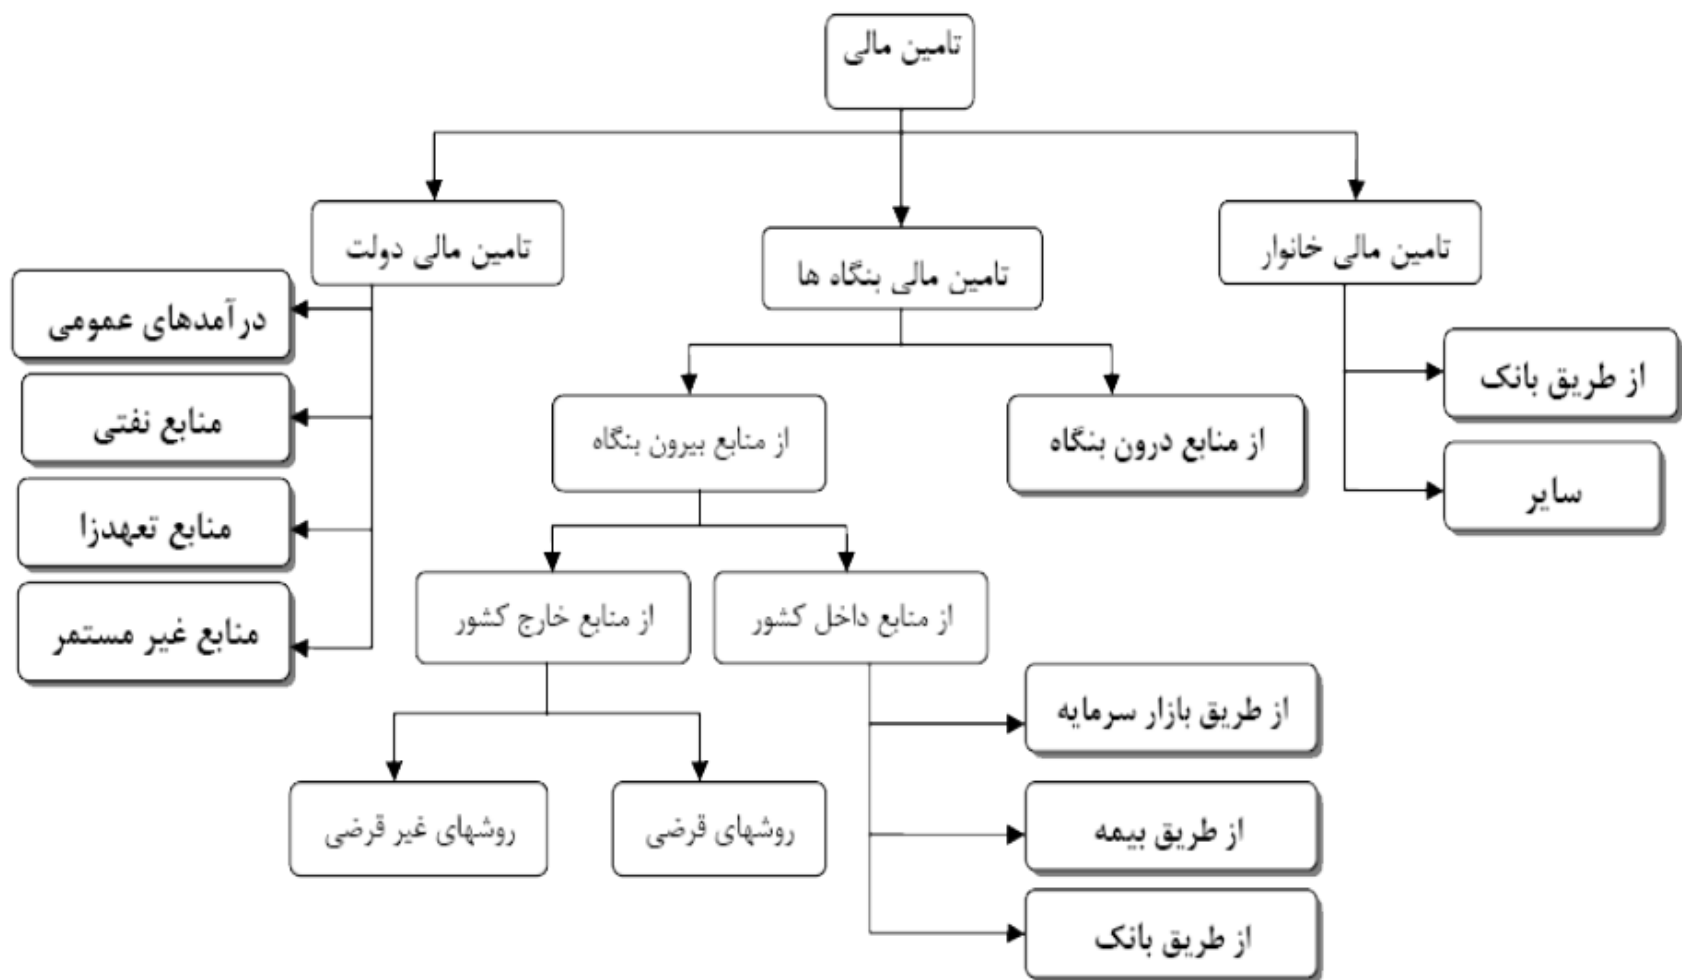 تامین مالی
تامین مالی خانوار
تامین مالی بنگاه ها
تامین مالی دولت
از طریق بانک
سایر
از منابع درون بنگاه
از منابع بیرون بنگاه
درآمدهای عمومی
منابع نفتی
منابع تعهدزا
منابع غیر مستمر
از منابع داخل کشور
از منابع خارج کشور
از طریق بازار سرمایه
از طریق بیمه
از طریق بانک
روشهای قرضی
روشهای غیر قرضی